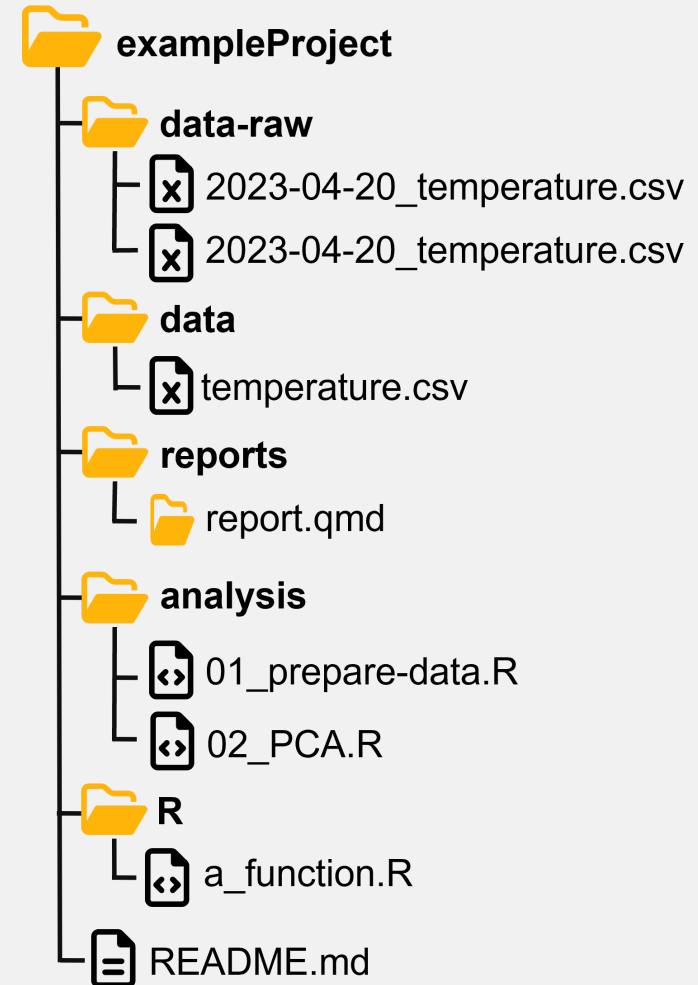 exampleProject
data-raw
2023-04-20_temperature.csv
2023-04-20_temperature.csv
data
temperature.csv
reports
report.qmd
analysis
01_prepare-data.R
02_PCA.R
R
a_function.R
README.md